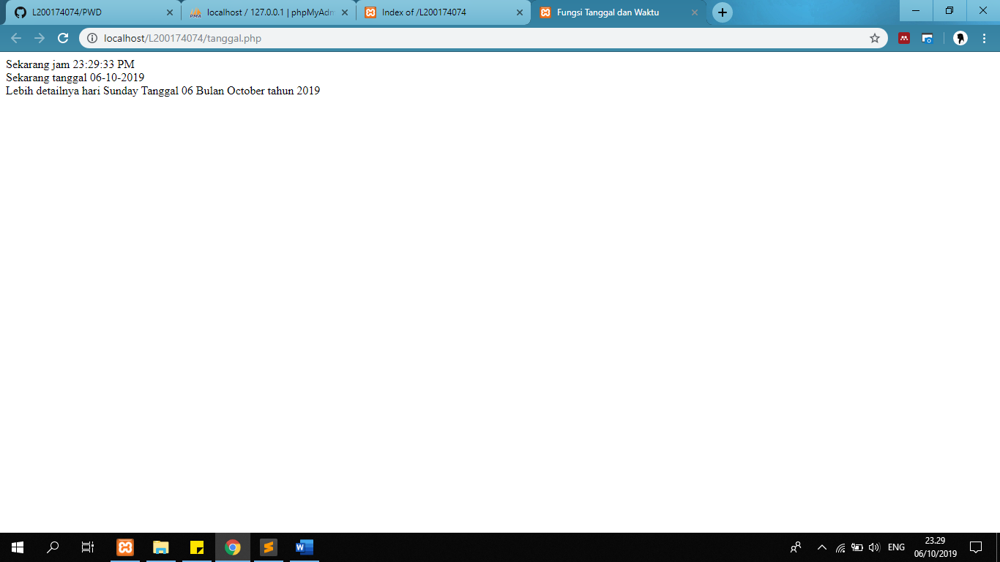 L200174074/PWD
localhost / 127.0.0.1 | phpMyAdm
Index of /L200174074
Fungsi Tanggal dan Waktu
localhost/L200174074/tanggal.php
Sekarang jam 23:29:33 PM
Sekarang tanggal 06-10-2019
Lebih detailnya hari Sunday Tanggal 06 Bulan October tahun 2019
ENG
23.29
06/10/2019